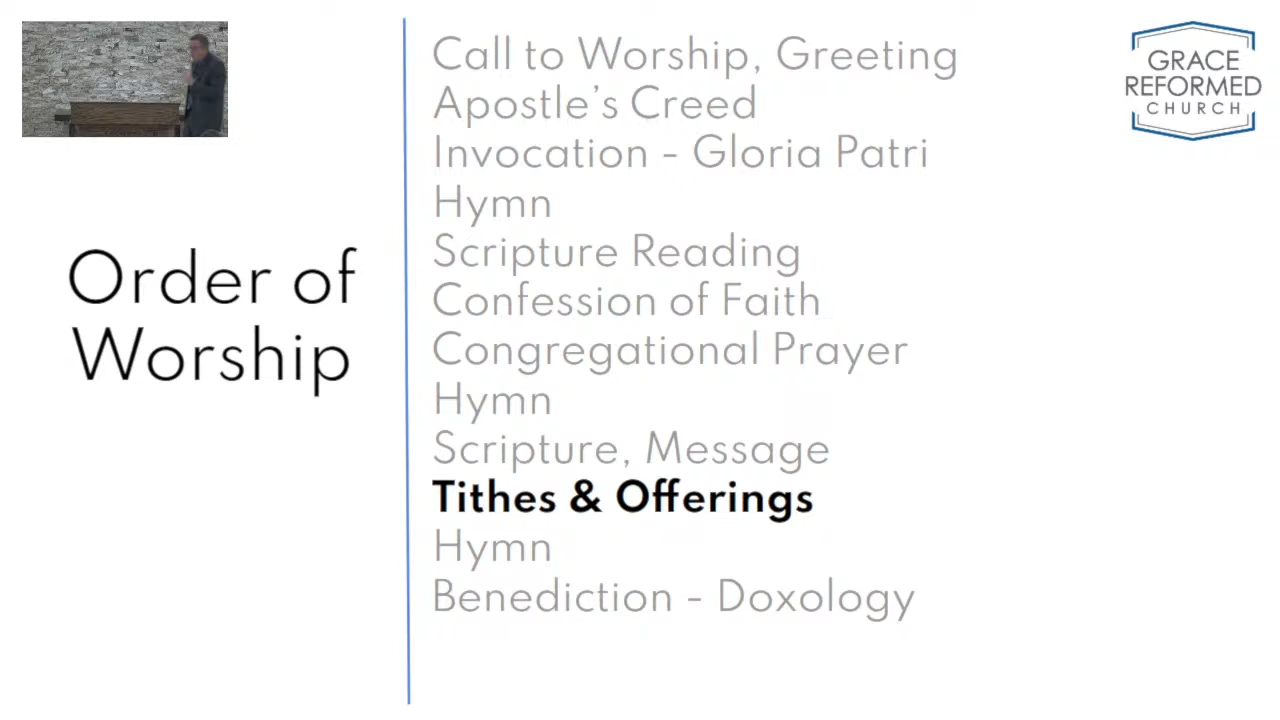 Order of
Worship
Call to Worship, Greeting
Apostle's Creed
Invocation - Gloria Patri
Hymn
Scripture Reading
Confession of Faith
Congregational Prayer
Hymn
Scripture, Message
Tithes & Offerings
Hymn
Benediction - Doxology
GRACE
REFORMED
CHURCH